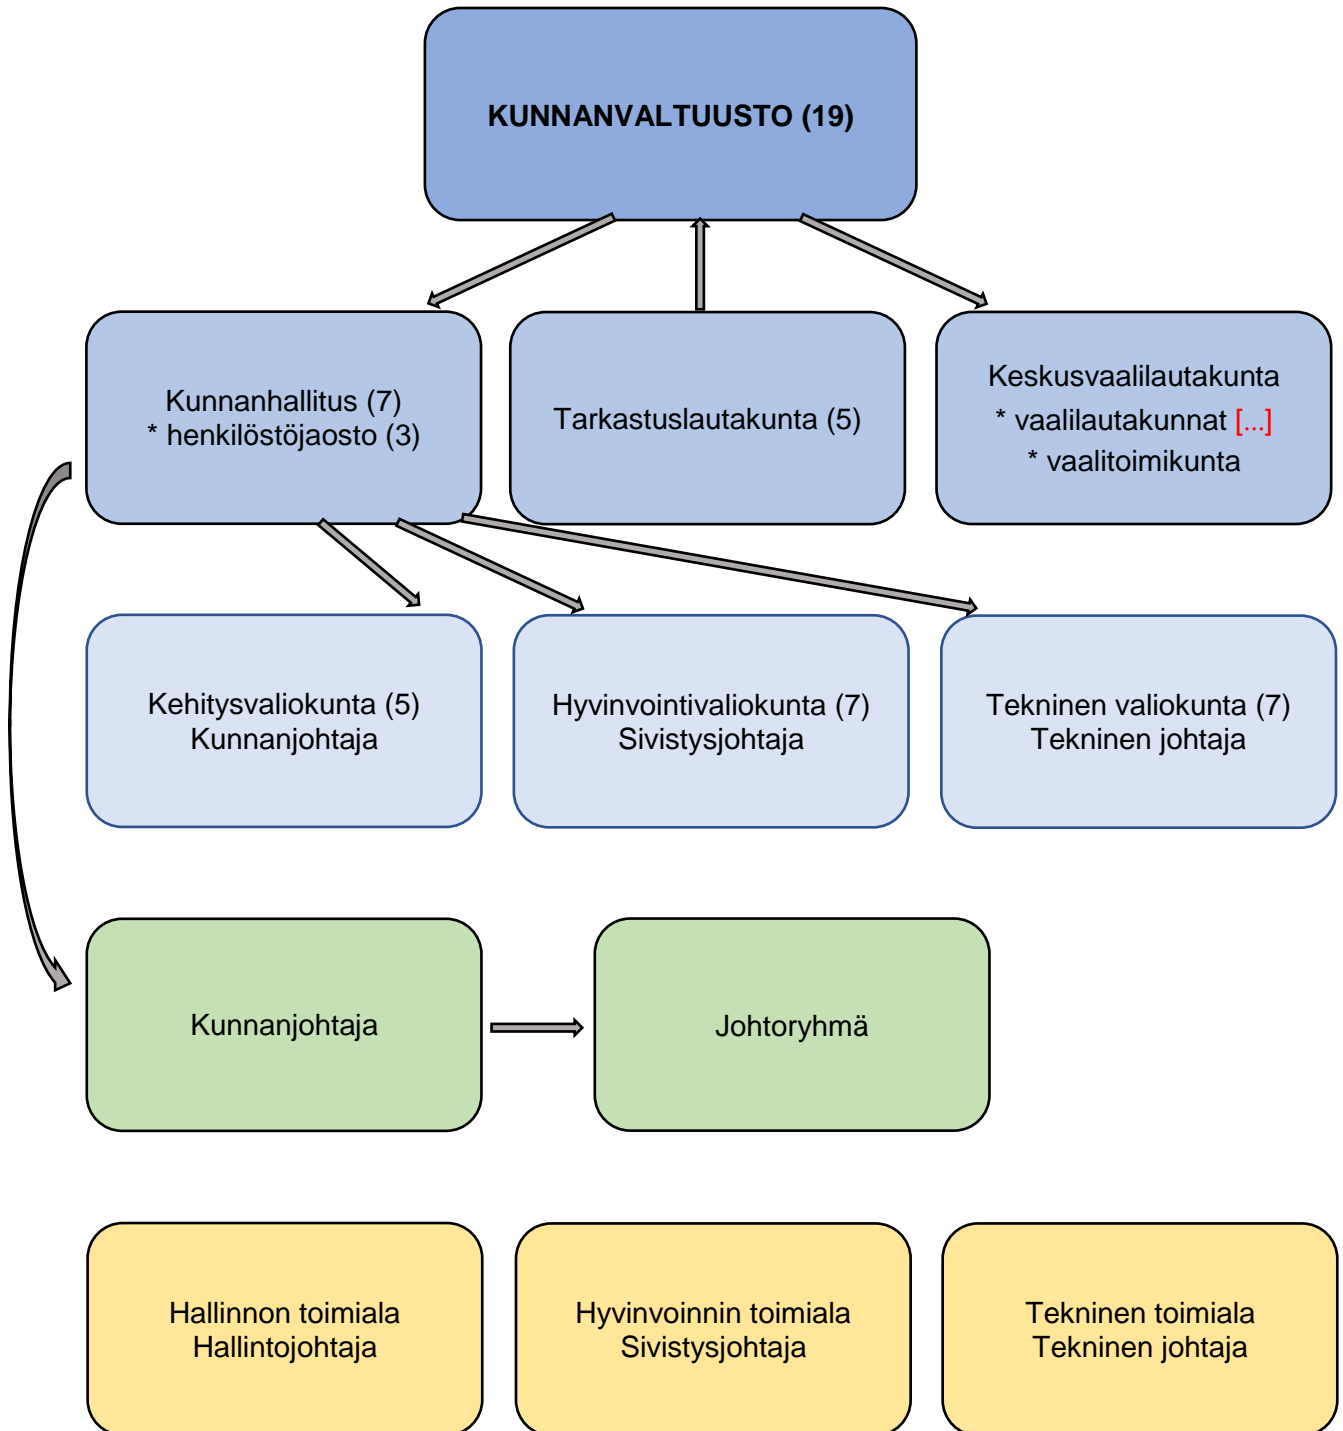 KUNNANVALTUUSTO (19)
Kunnanhallitus (7)
* henkilöstöjaosto (3)
Tarkastuslautakunta (5)
Keskusvaalilautakunta
* vaalilautakunnat [...]
* vaalitoimikunta
Kehitysvaliokunta (5)
Kunnanjohtaja
Hyvinvointivaliokunta (7)
Sivistysjohtaja
Tekninen valiokunta (7)
Tekninen johtaja
Kunnanjohtaja
Johtoryhmä
Hallinnon toimiala
Hallintojohtaja
Hyvinvoinnin toimiala
Sivistysjohtaja
Tekninen toimiala
Tekninen johtaja